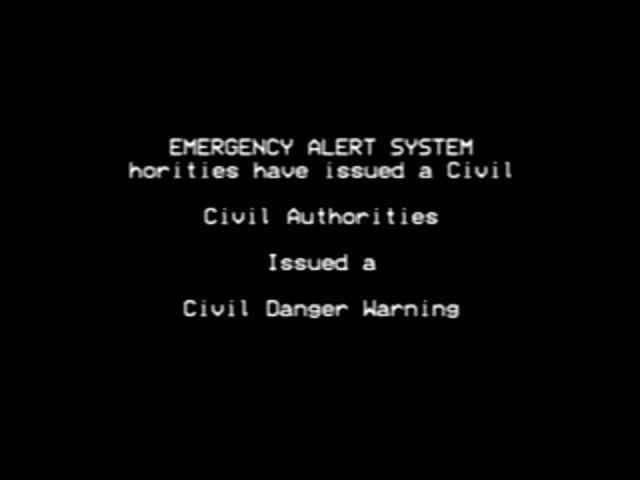 EMERGENCY ALERT SYSTEM
horities have issued a Civil
Civil Authorities
Issued a
Civil Danger Warning